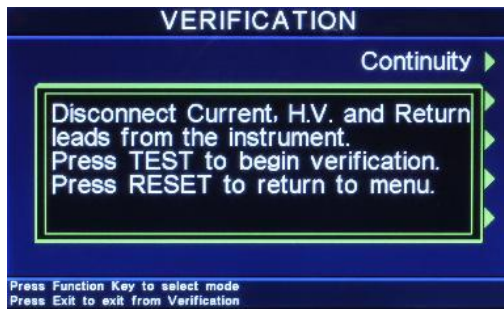 VERIFICATION
Continuity
Disconnect Current, H.V. and Return
leads from the instrument.
Press TEST to begin verification.
Press RESET to return to menu.
Press Function Key to select mode
Press Exit to exit from Verification